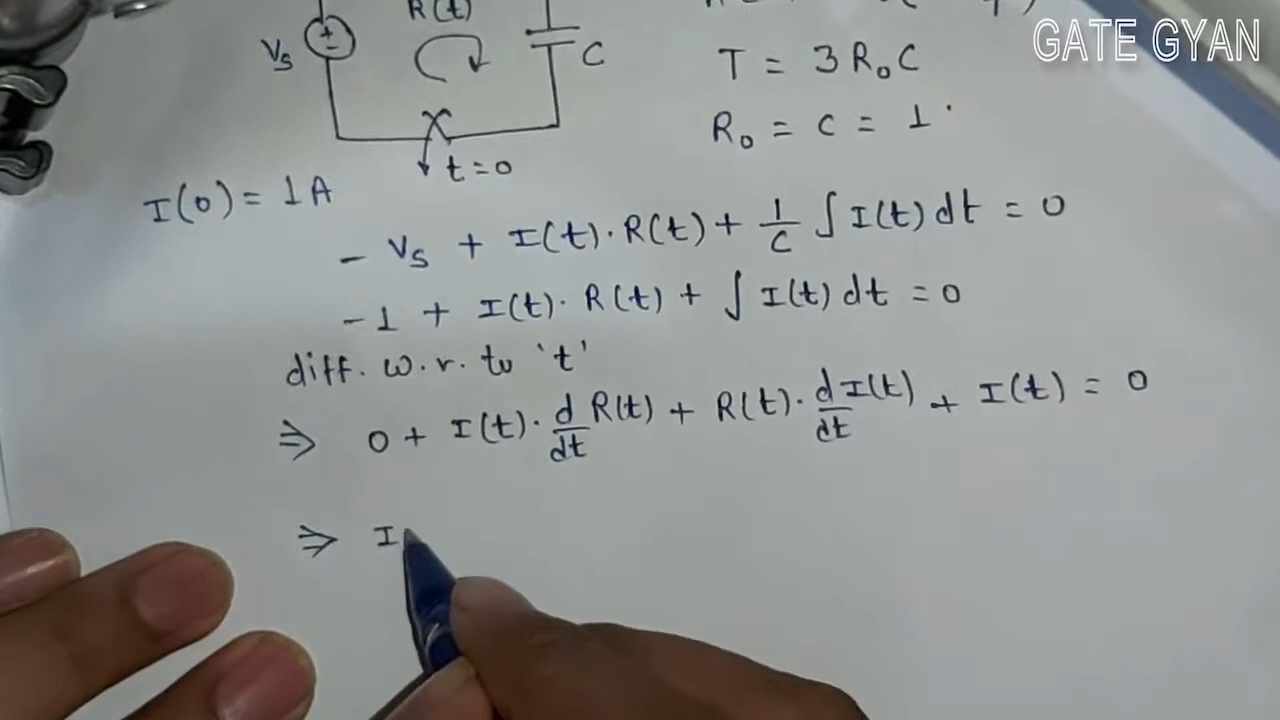 R(t)
GATE GYAN
Vs + - C
T = 3 R₀C
R₀ = C = 1
t=0
I(0) = 1A
- Vs + I(t)·R(t) + 1/C ∫ I(t) dt = 0
-1 + I(t)· R(t) + ∫ I(t) dt = 0
diff. w.r. to 't'
⇒ 0 + I(t)· d/dt R(t) + R(t)· d/dt I(t) + I(t) = 0
⇒ I